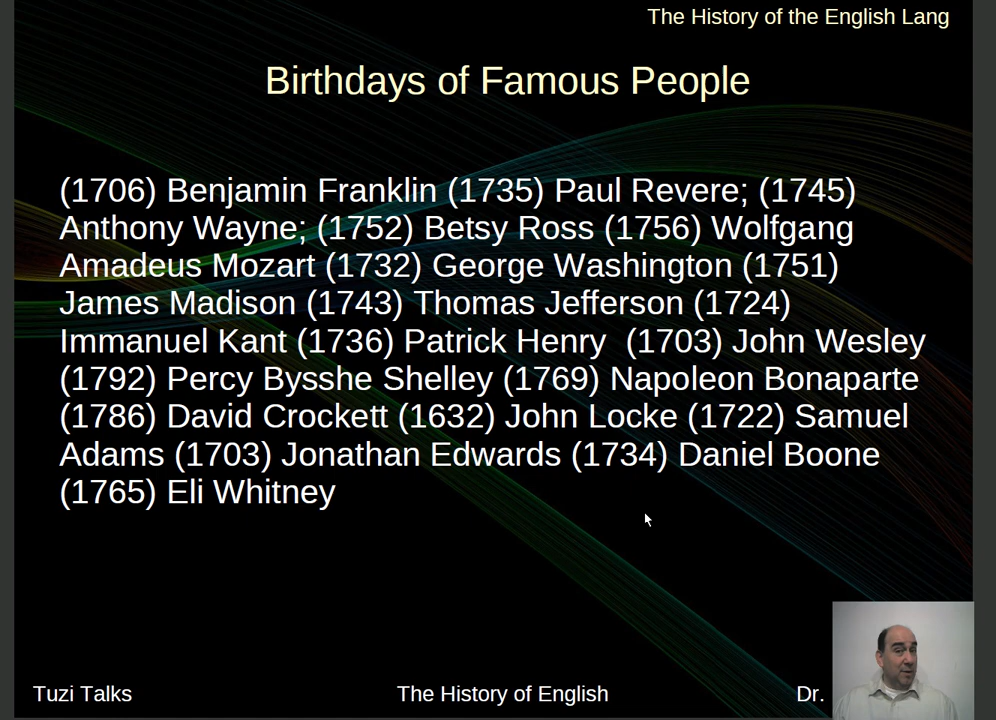 The History of the English Lang
Birthdays of Famous People
(1706) Benjamin Franklin (1735) Paul Revere; (1745)
Anthony Wayne; (1752) Betsy Ross (1756) Wolfgang
Amadeus Mozart (1732) George Washington (1751)
James Madison (1743) Thomas Jefferson (1724)
Immanuel Kant (1736) Patrick Henry  (1703) John Wesley
(1792) Percy Bysshe Shelley (1769) Napoleon Bonaparte
(1786) David Crockett (1632) John Locke (1722) Samuel
Adams (1703) Jonathan Edwards (1734) Daniel Boone
(1765) Eli Whitney
Tuzi Talks
The History of English
Dr.